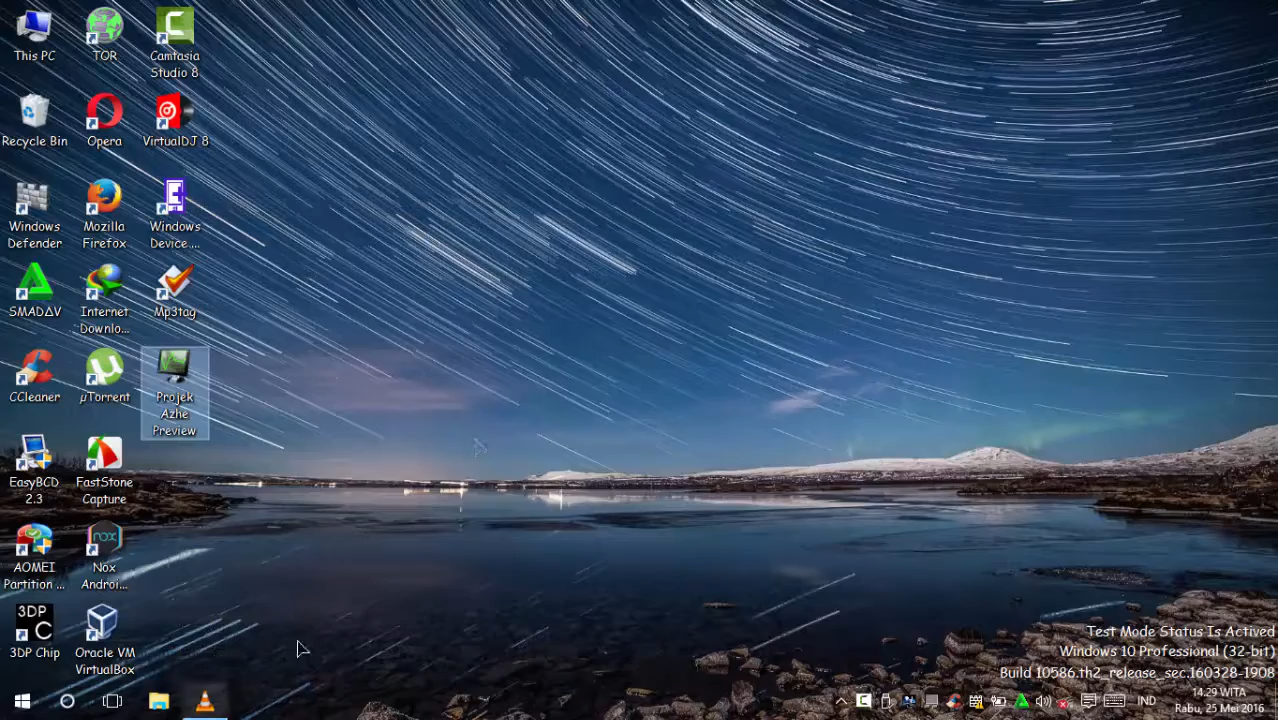 This PC
TOR
Camtasia
Studio 8
Recycle Bin
Opera
VirtualDJ 8
Windows
Defender
Mozilla
Firefox
Windows
Device ...
SMADΔV
Internet
Downlo...
Mp3tag
CCleaner
µTorrent
Projek
Azhe
Preview
EasyBCD
2.3
FastStone
Capture
nox
AOMEI
Partition ...
Nox
Androi...
3DP
C
3DP Chip
Oracle VM
VirtualBox
Test Mode Status Is Actived
Windows 10 Professional (32-bit)
Build 10586.th2_release_sec.160328-1908
IND
14.29 WITA
Rabu, 25 Mei 2016